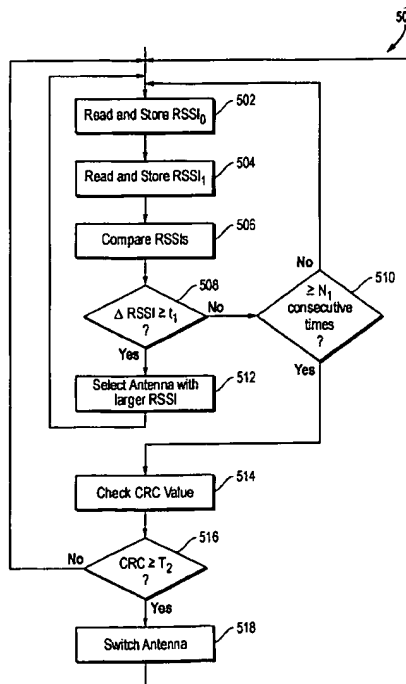 50
Read and Store RSSI₀
502
Read and Store RSSI₁
504
Compare RSSIs
506
Δ RSSI ≥ t₁
?
508
No
Yes
≥ N₁
consecutive
times
?
510
No
Yes
Select Antenna with
larger RSSI
512
Check CRC Value
514
CRC ≥ T₂
?
516
No
Yes
Switch Antenna
518